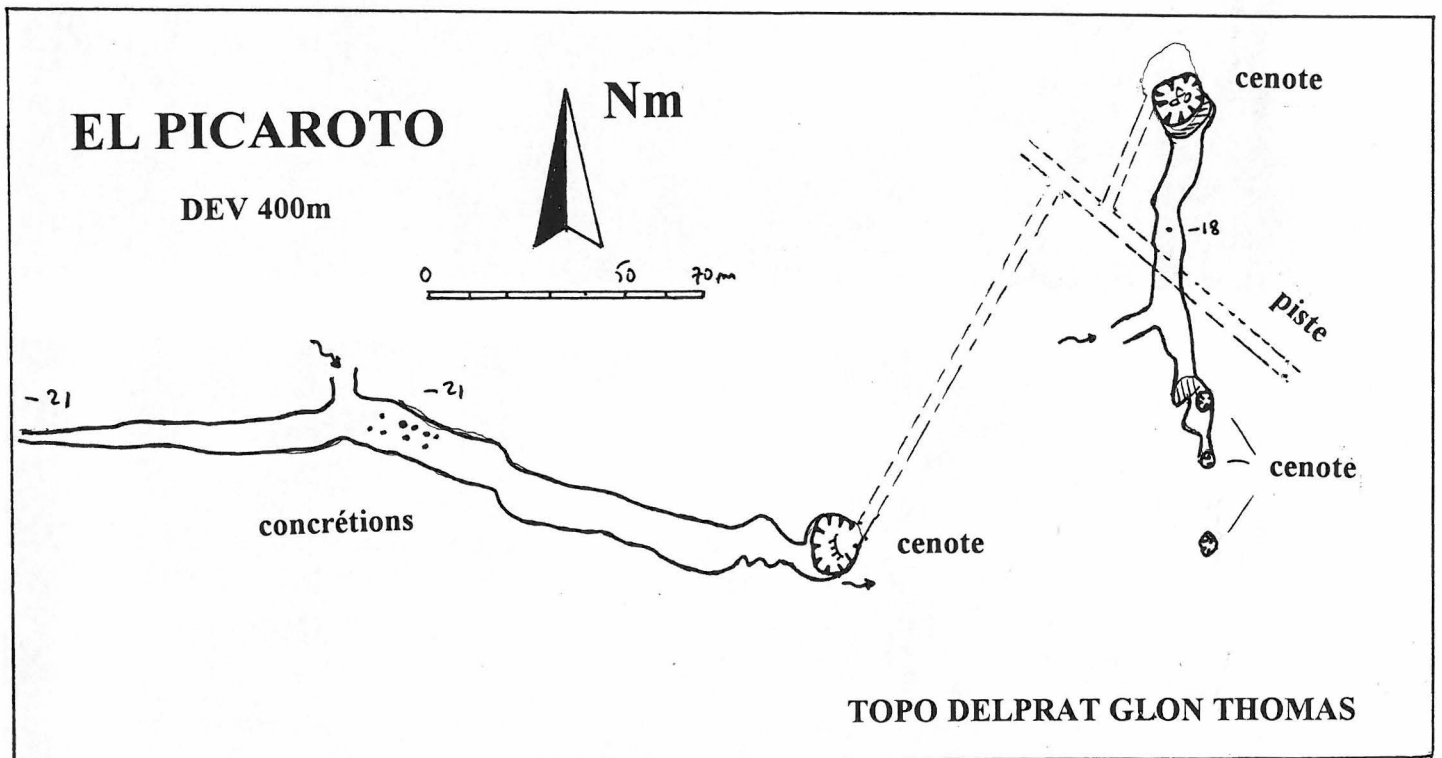 EL PICAROTO
DEV 400m
Nm
0 50 70m
cenote
-18
piste
-21
-21
concrétions
cenote
cenote
TOPO DELPRAT GLON THOMAS